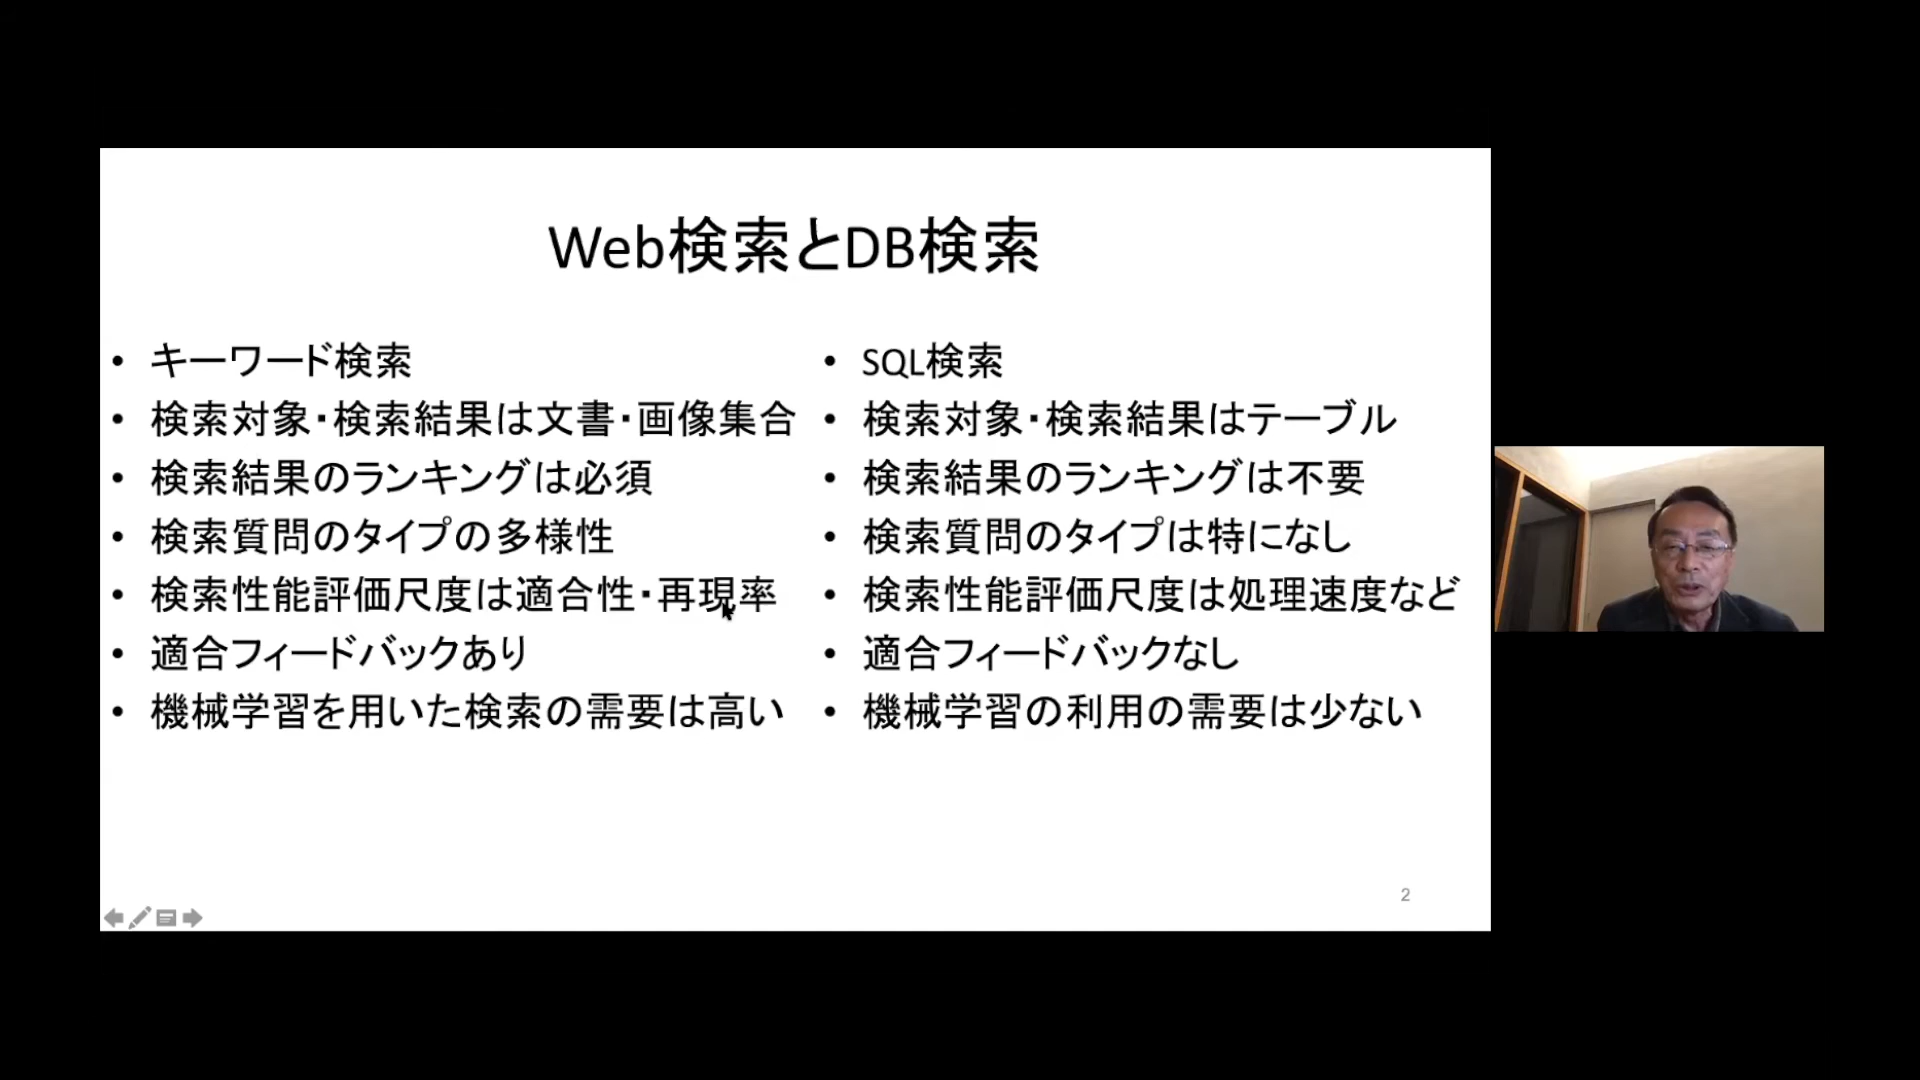 Web検索とDB検索
• キーワード検索
• 検索対象・検索結果は文書・画像集合
• 検索結果のランキングは必須
• 検索質問のタイプの多様性
• 検索性能評価尺度は適合性・再現率
• 適合フィードバックあり
• 機械学習を用いた検索の需要は高い
• SQL検索
• 検索対象・検索結果はテーブル
• 検索結果のランキングは不要
• 検索質問のタイプは特になし
• 検索性能評価尺度は処理速度など
• 適合フィードバックなし
• 機械学習の利用の需要は少ない
2